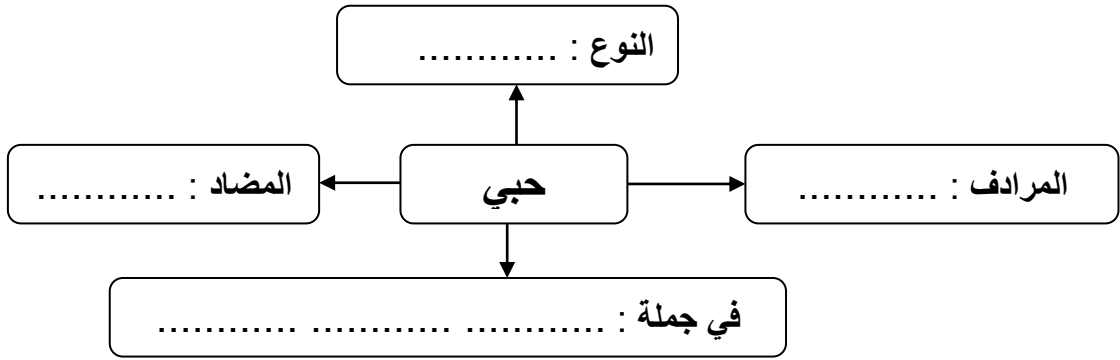 النوع : ............
المرادف : ............
حبي
المضاد : ............
في جملة : ............ ............ ............